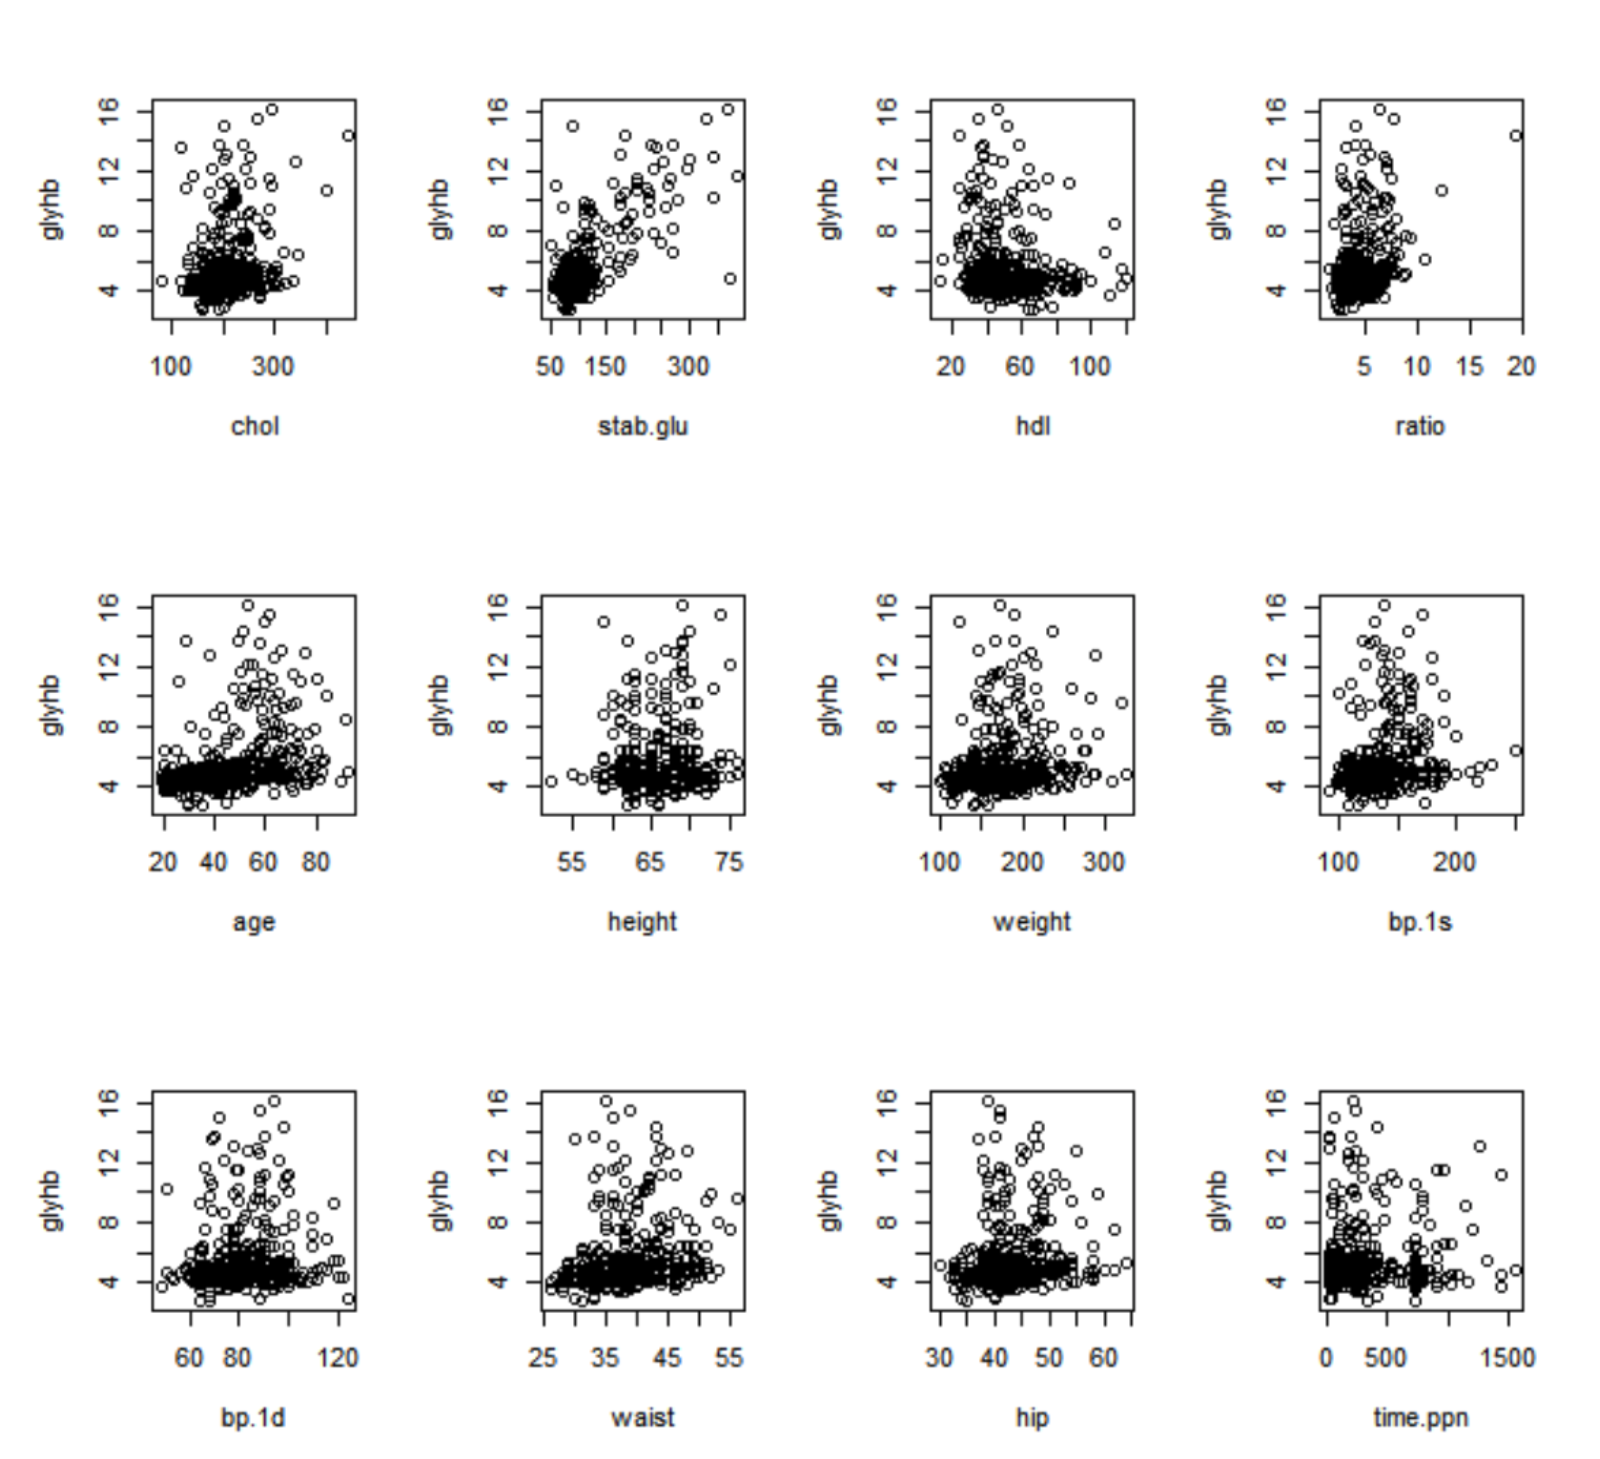 glyhb
16
12
8
4
100 300
chol
glyhb
16
12
8
4
50 150 300
stab.glu
glyhb
16
12
8
4
20 60 100
hdl
glyhb
16
12
8
4
5 10 15 20
ratio
glyhb
16
12
8
4
20 40 60 80
age
glyhb
16
12
8
4
55 65 75
height
glyhb
16
12
8
4
100 200 300
weight
glyhb
16
12
8
4
100 200
bp.1s
glyhb
16
12
8
4
60 80 120
bp.1d
glyhb
16
12
8
4
25 35 45 55
waist
glyhb
16
12
8
4
30 40 50 60
hip
glyhb
16
12
8
4
0 500 1500
time.ppn